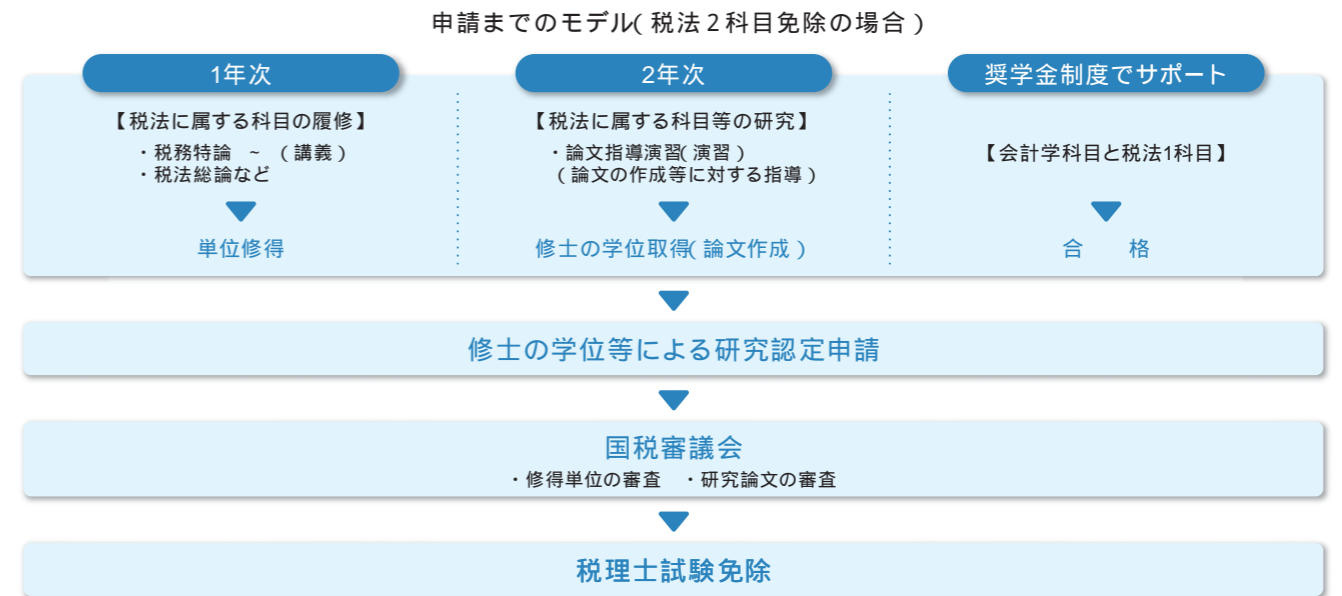 申請までのモデル(税法2科目免除の場合)
1年次
【税法に属する科目の履修】
・税務特論 ~ (講義)
・税法総論など
単位修得
2年次
【税法に属する科目等の研究】
・論文指導演習(演習)
(論文の作成等に対する指導)
修士の学位取得(論文作成)
奨学金制度でサポート
【会計学科目と税法1科目】
合 格
修士の学位等による研究認定申請
国税審議会
・修得単位の審査 ・研究論文の審査
税理士試験免除